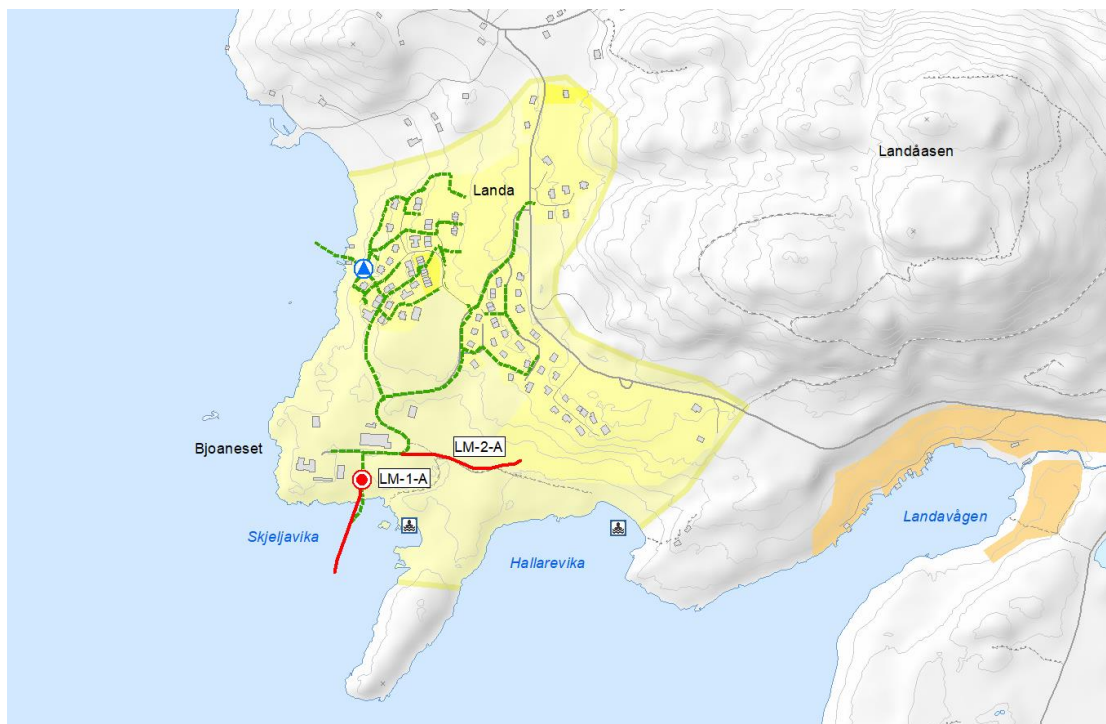 Landåasen
Landa
Bjoaneset
LM-2-A
LM-1-A
Skjeljavika
Hallarevika
Landavågen